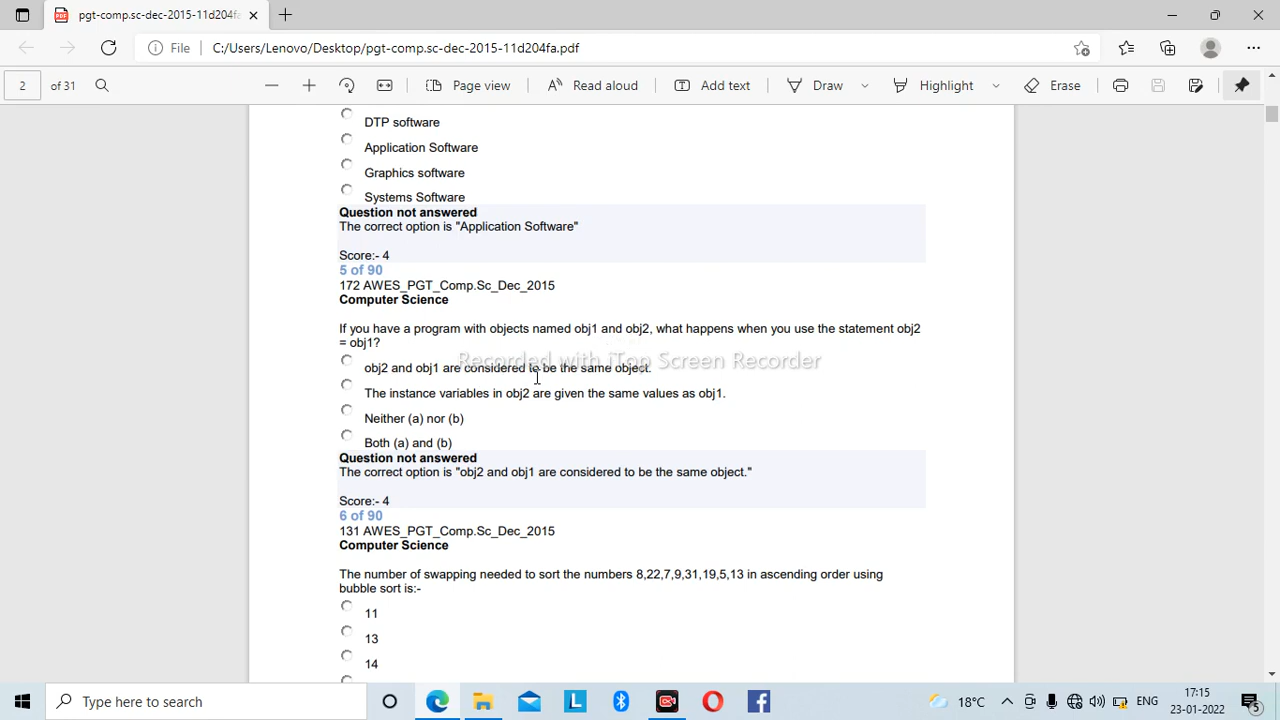 pgt-comp.sc-dec-2015-11d204fa
File
C:/Users/Lenovo/Desktop/pgt-comp.sc-dec-2015-11d204fa.pdf
2 of 31
Page view
Read aloud
Add text
Draw
Highlight
Erase
DTP software
Application Software
Graphics software
Systems Software
Question not answered
The correct option is "Application Software"
Score:- 4
5 of 90
172 AWES_PGT_Comp.Sc_Dec_2015
Computer Science
If you have a program with objects named obj1 and obj2, what happens when you use the statement obj2
= obj1?
Recorded with iTop Screen Recorder
obj2 and obj1 are considered to be the same object.
The instance variables in obj2 are given the same values as obj1.
Neither (a) nor (b)
Both (a) and (b)
Question not answered
The correct option is "obj2 and obj1 are considered to be the same object."
Score:- 4
6 of 90
131 AWES_PGT_Comp.Sc_Dec_2015
Computer Science
The number of swapping needed to sort the numbers 8,22,7,9,31,19,5,13 in ascending order using
bubble sort is:-
11
13
14
Type here to search
18°C
ENG
17:15
23-01-2022
5